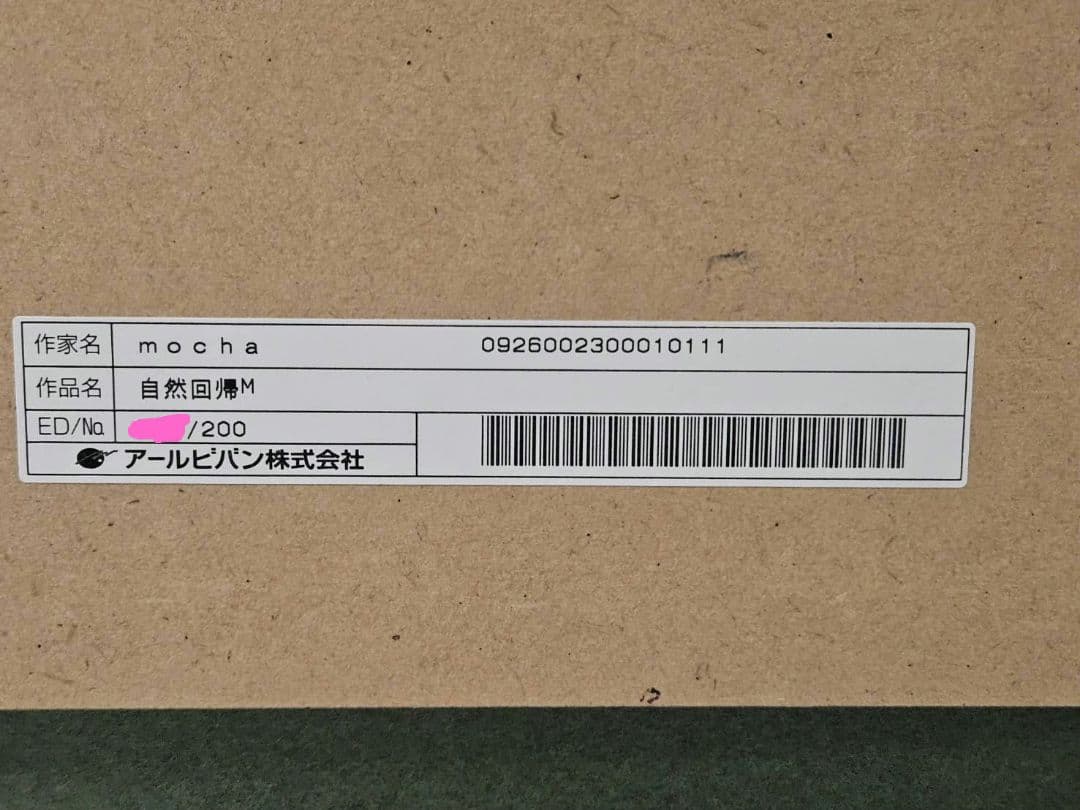 作家名 mocha 0926002300010111
作品名 自然回帰M
ED/No. /200
アールビバン株式会社